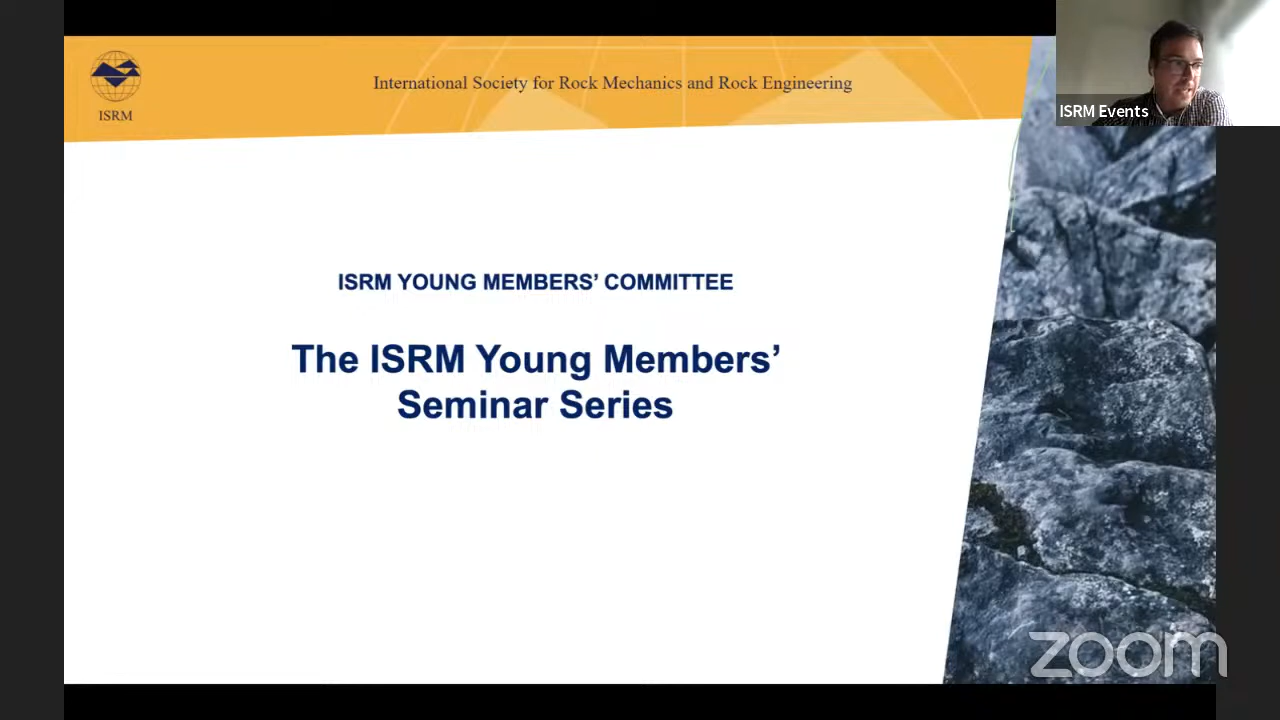 International Society for Rock Mechanics and Rock Engineering
ISRM
ISRM Events
ISRM YOUNG MEMBERS’ COMMITTEE
The ISRM Young Members’
Seminar Series
zoom